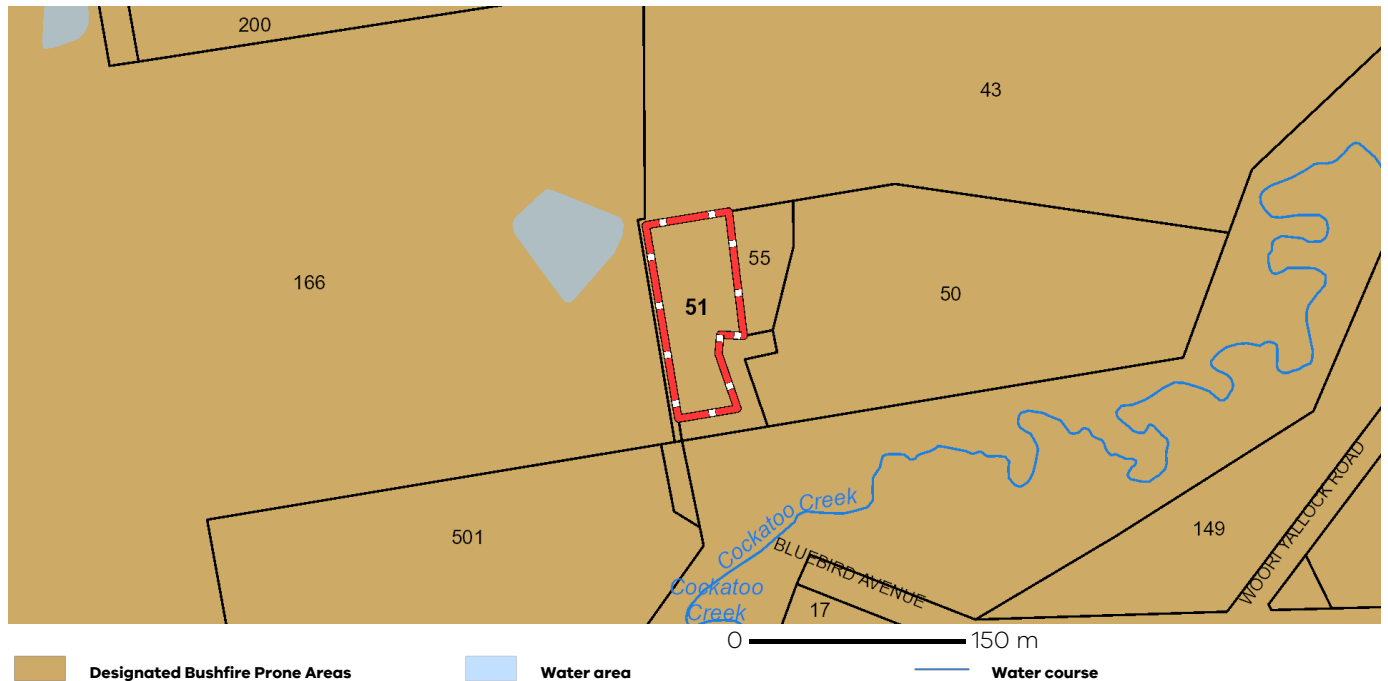 200
43
166
51
55
50
501
Cockatoo Creek
BLUEBIRD AVENUE
Cockatoo
Creek
17
149
WOORI YALLOCK ROAD
0 150 m
Designated Bushfire Prone Areas
Water area
Water course